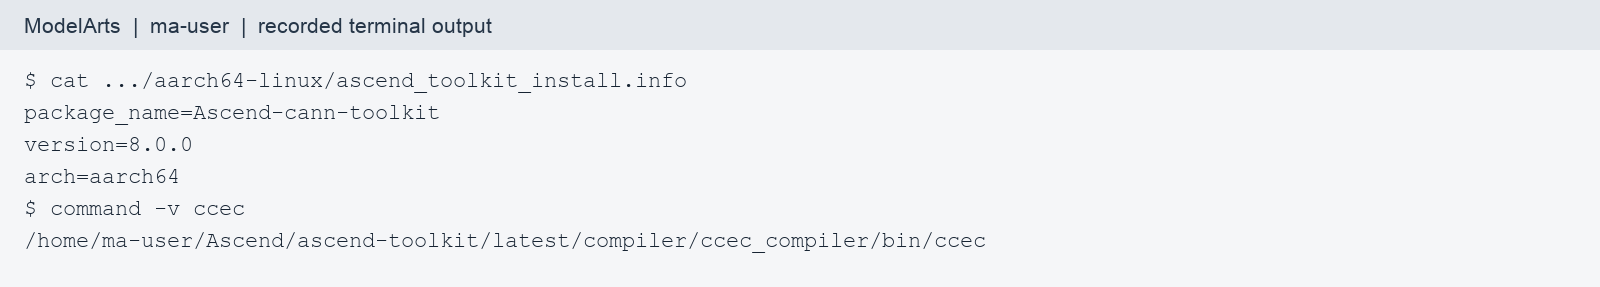 ModelArts | ma-user | recorded terminal output
$ cat .../aarch64-linux/ascend_toolkit_install.info
package_name=Ascend-cann-toolkit
version=8.0.0
arch=aarch64
$ command -v ccec
/home/ma-user/Ascend/ascend-toolkit/latest/compiler/ccec_compiler/bin/ccec